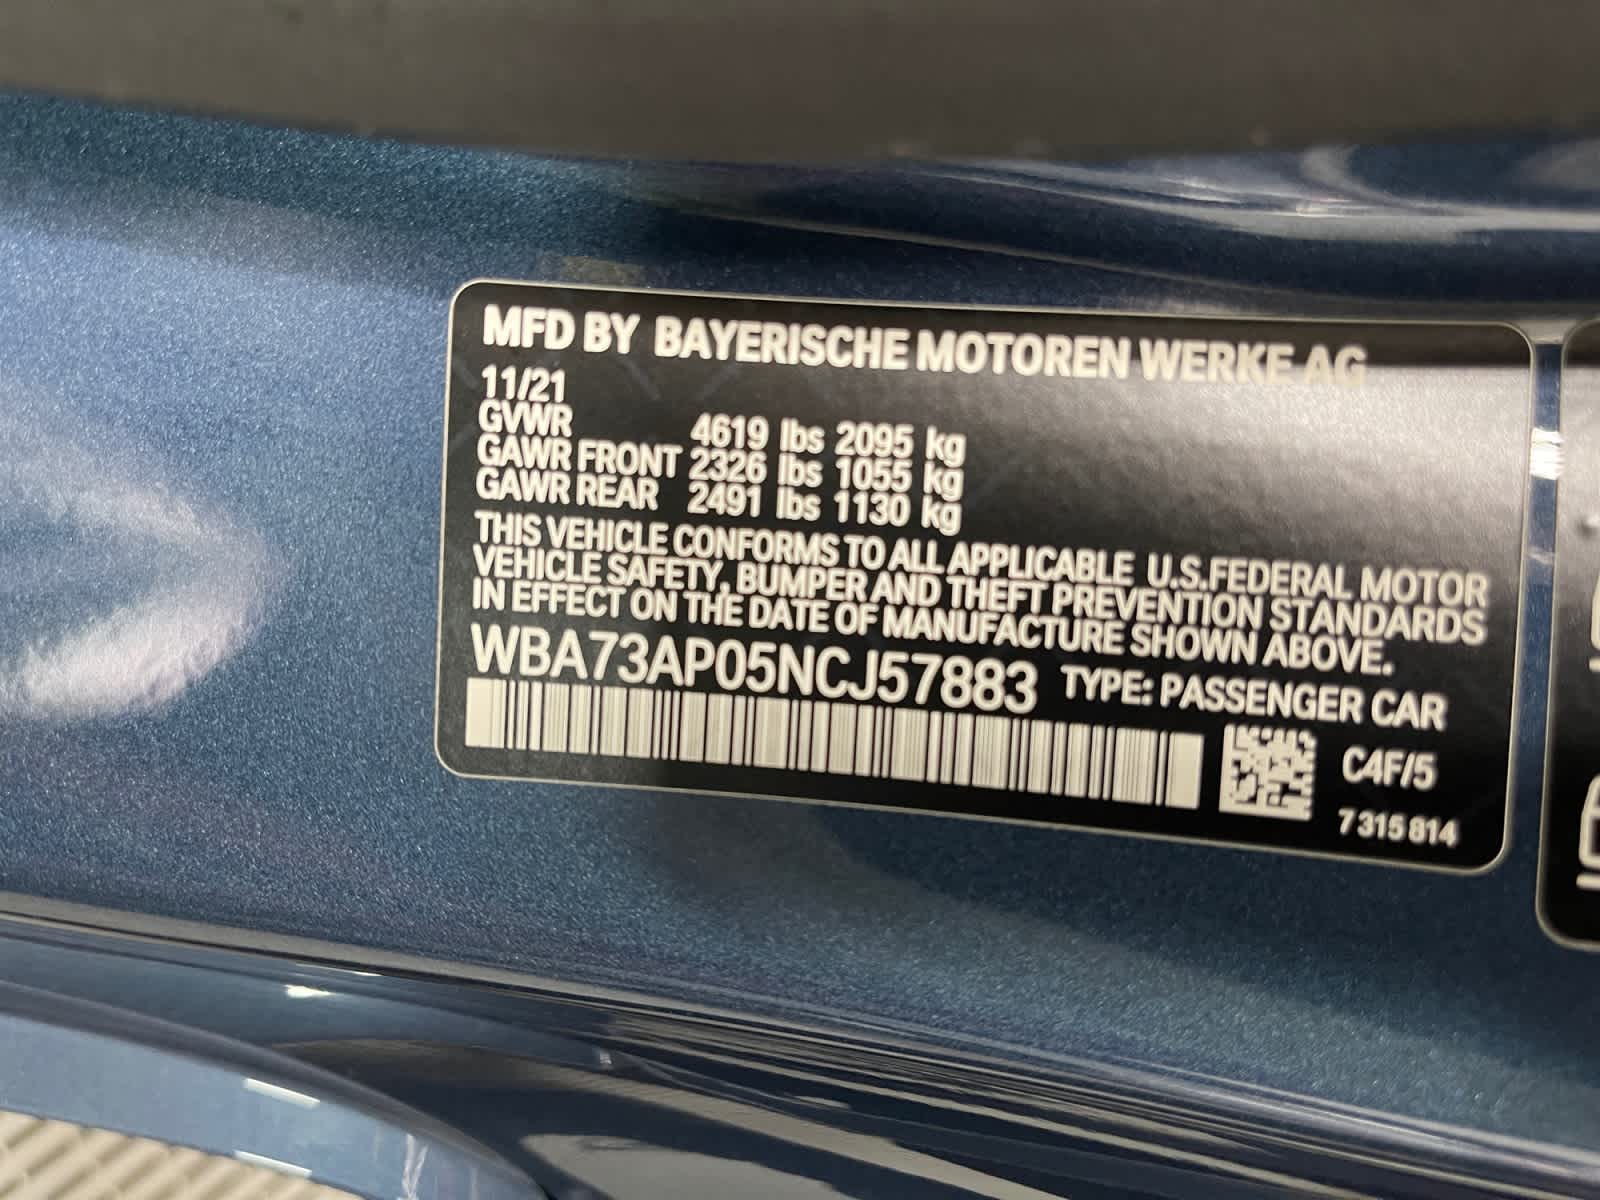 MFD BY BAYERISCHE MOTOREN WERKE AG
11/21
GVWR 4619 lbs 2095 kg
GAWR FRONT 2326 lbs 1055 kg
GAWR REAR 2491 lbs 1130 kg
THIS VEHICLE CONFORMS TO ALL APPLICABLE U.S.FEDERAL MOTOR
VEHICLE SAFETY, BUMPER AND THEFT PREVENTION STANDARDS
IN EFFECT ON THE DATE OF MANUFACTURE SHOWN ABOVE.
WBA73AP05NCJ57883 TYPE: PASSENGER CAR
C4F/5
7 315 814